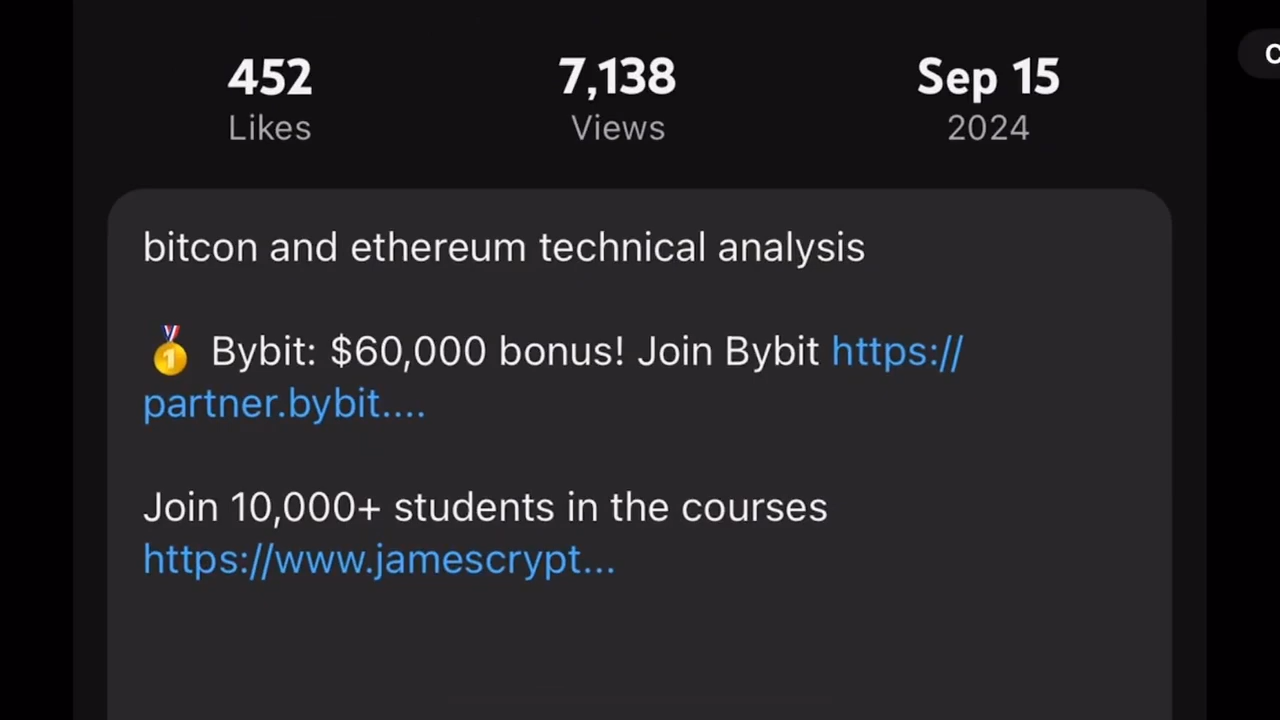 452 7,138 Sep 15
Likes Views 2024
bitcon and ethereum technical analysis
🥇 Bybit: $60,000 bonus! Join Bybit https://
partner.bybit....
Join 10,000+ students in the courses
https://www.jamescrypt...